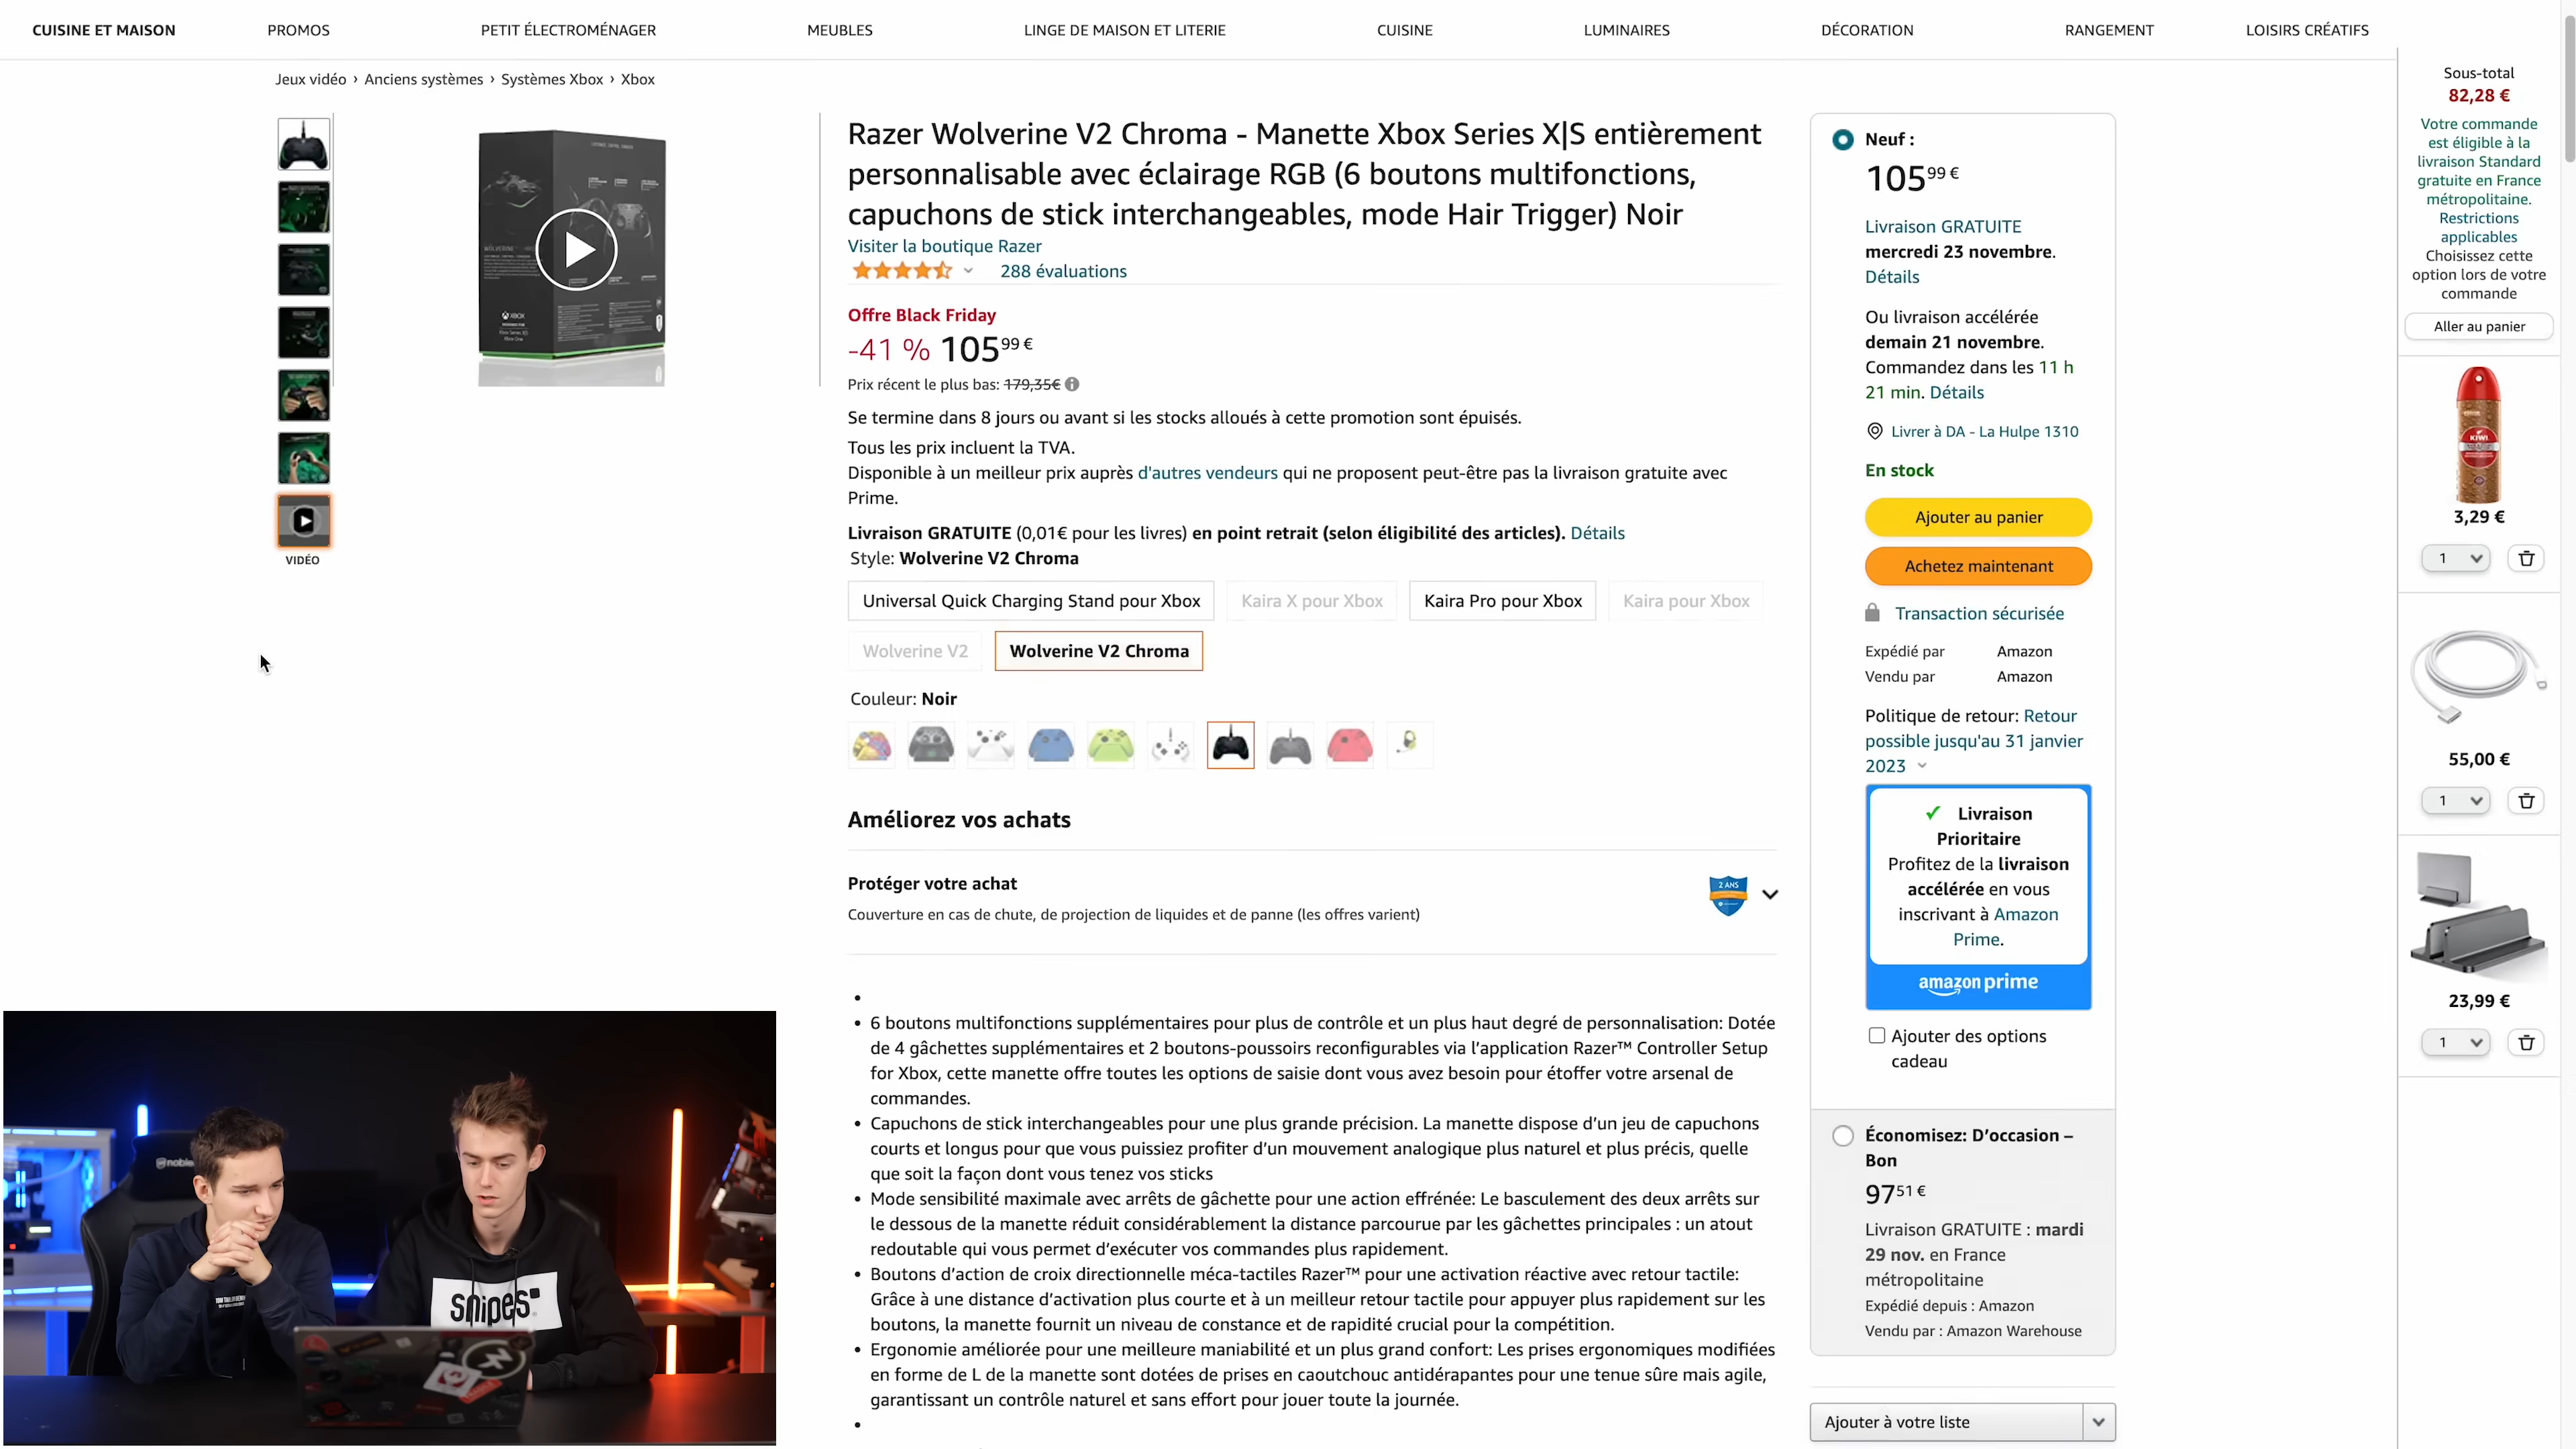 CUISINE ET MAISON
PROMOS
PETIT ÉLECTROMÉNAGER
MEUBLES
LINGE DE MAISON ET LITERIE
CUISINE
LUMINAIRES
DÉCORATION
RANGEMENT
LOISIRS CRÉATIFS
Jeux vidéo › Anciens systèmes › Systèmes Xbox › Xbox
VIDÉO
XBOX
Razer Wolverine V2 Chroma - Manette Xbox Series X|S entièrement
personnalisable avec éclairage RGB (6 boutons multifonctions,
capuchons de stick interchangeables, mode Hair Trigger) Noir
Visiter la boutique Razer
288 évaluations
Offre Black Friday
-41 % 105 99 €
Prix récent le plus bas: 179,35€
Se termine dans 8 jours ou avant si les stocks alloués à cette promotion sont épuisés.
Tous les prix incluent la TVA.
Disponible à un meilleur prix auprès d'autres vendeurs qui ne proposent peut-être pas la livraison gratuite avec
Prime.
Livraison GRATUITE (0,01€ pour les livres) en point retrait (selon éligibilité des articles). Détails
Style: Wolverine V2 Chroma
Universal Quick Charging Stand pour Xbox
Kaira X pour Xbox
Kaira Pro pour Xbox
Kaira pour Xbox
Wolverine V2
Wolverine V2 Chroma
Couleur: Noir
Améliorez vos achats
Protéger votre achat
Couverture en cas de chute, de projection de liquides et de panne (les offres varient)
2 ANS
• 6 boutons multifonctions supplémentaires pour plus de contrôle et un plus haut degré de personnalisation: Dotée
de 4 gâchettes supplémentaires et 2 boutons-poussoirs reconfigurables via l’application Razer™ Controller Setup
for Xbox, cette manette offre toutes les options de saisie dont vous avez besoin pour étoffer votre arsenal de
commandes.
• Capuchons de stick interchangeables pour une plus grande précision. La manette dispose d’un jeu de capuchons
courts et longus pour que vous puissiez profiter d’un mouvement analogique plus naturel et plus précis, quelle
que soit la façon dont vous tenez vos sticks
• Mode sensibilité maximale avec arrêts de gâchette pour une action effrénée: Le basculement des deux arrêts sur
le dessous de la manette réduit considérablement la distance parcourue par les gâchettes principales : un atout
redoutable qui vous permet d’exécuter vos commandes plus rapidement.
• Boutons d’action de croix directionnelle méca-tactiles Razer™ pour une activation réactive avec retour tactile:
Grâce à une distance d’activation plus courte et à un meilleur retour tactile pour appuyer plus rapidement sur les
boutons, la manette fournit un niveau de constance et de rapidité crucial pour la compétition.
• Ergonomie améliorée pour une meilleure maniabilité et un plus grand confort: Les prises ergonomiques modifiées
en forme de L de la manette sont dotées de prises en caoutchouc antidérapantes pour une tenue sûre mais agile,
garantissant un contrôle naturel et sans effort pour jouer toute la journée.
Neuf :
105 99 €
Livraison GRATUITE
mercredi 23 novembre.
Détails
Ou livraison accélérée
demain 21 novembre.
Commandez dans les 11 h
21 min. Détails
Livrer à DA - La Hulpe 1310
En stock
Ajouter au panier
Achetez maintenant
Transaction sécurisée
Expédié par Amazon
Vendu par Amazon
Politique de retour: Retour
possible jusqu'au 31 janvier
2023
✓ Livraison
Prioritaire
Profitez de la livraison
accélérée en vous
inscrivant à Amazon
Prime.
amazon prime
Ajouter des options
cadeau
Économisez: D’occasion –
Bon
97 51 €
Livraison GRATUITE : mardi
29 nov. en France
métropolitaine
Expédié depuis : Amazon
Vendu par : Amazon Warehouse
Ajouter à votre liste
Sous-total
82,28 €
Votre commande
est éligible à la
livraison Standard
gratuite en France
métropolitaine.
Restrictions
applicables
Choisissez cette
option lors de votre
commande
Aller au panier
KIWI
3,29 €
1
55,00 €
1
23,99 €
1
noble
snipes